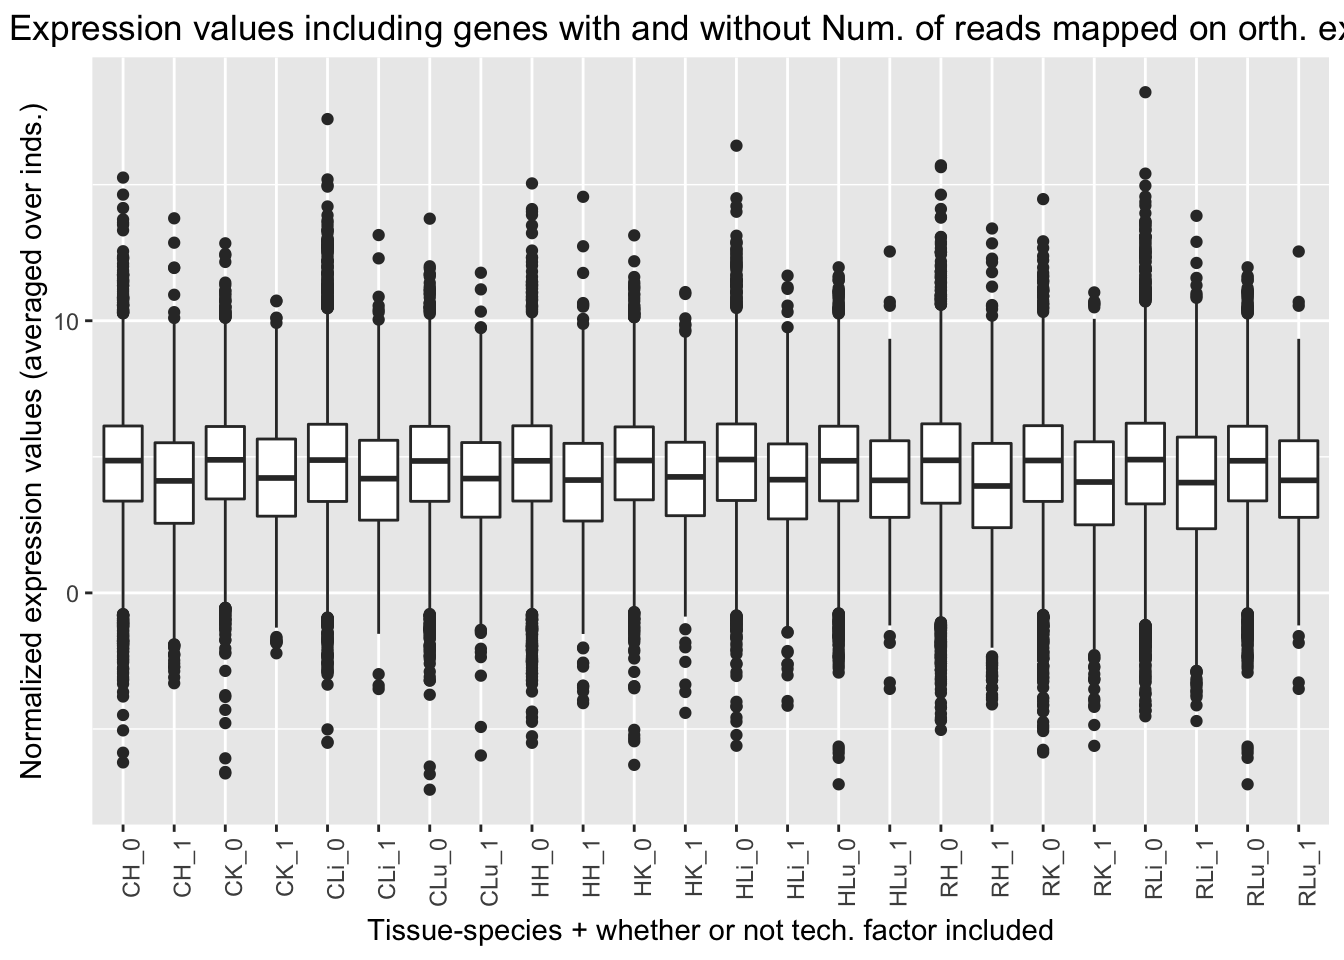 Expression values including genes with and without Num. of reads mapped on orth. ex
Normalized expression values (averaged over inds.)
10
0
CH_0
CH_1
CK_0
CK_1
CLi_0
CLi_1
CLu_0
CLu_1
HH_0
HH_1
HK_0
HK_1
HLi_0
HLi_1
HLu_0
HLu_1
RH_0
RH_1
RK_0
RK_1
RLi_0
RLi_1
RLu_0
RLu_1
Tissue-species + whether or not tech. factor included